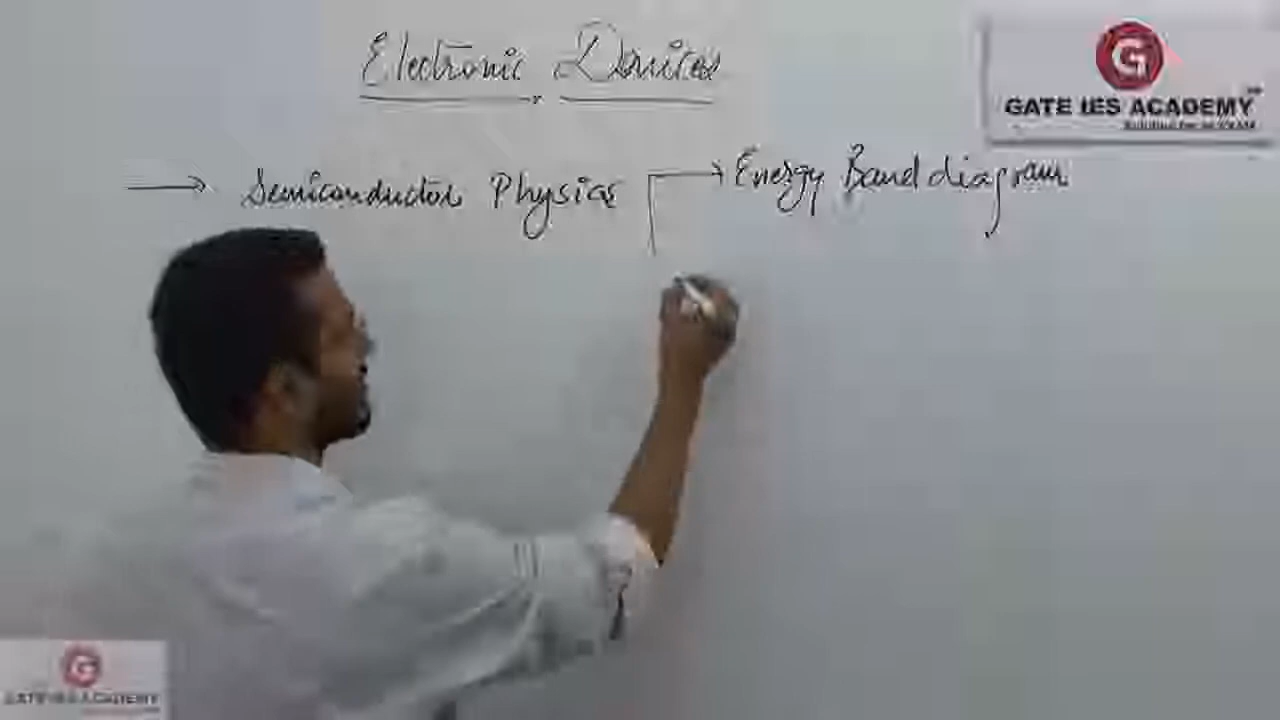 Electronic Devices
GATE IES ACADEMY
→ Semiconductor Physics → Energy Band diagram
GATE IES ACADEMY